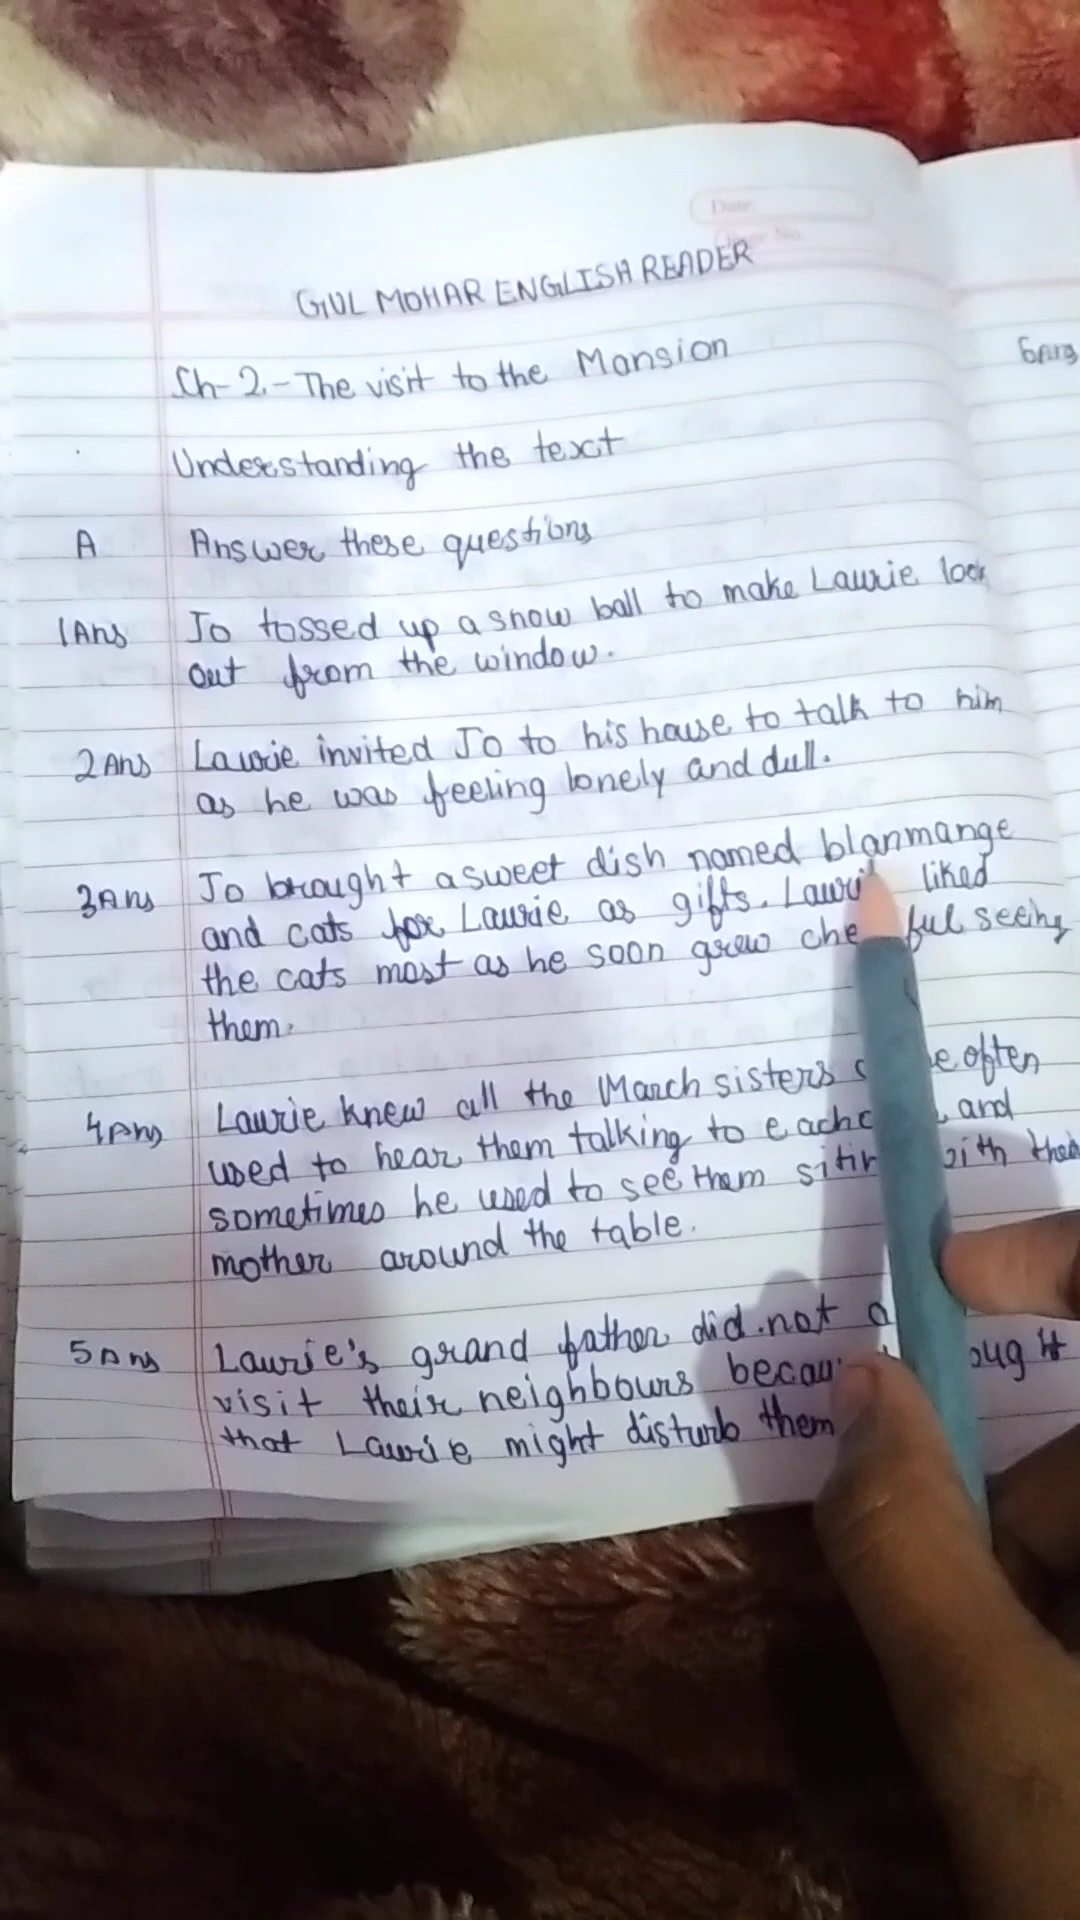 Date
Page No.
GUL MOHAR ENGLISH READER
Ch-2.- The visit to the Mansion
6Ans
Understanding the text
A Answer these questions
1Ans Jo tossed up a snow ball to make Laurie look
out from the window.
2Ans Laurie invited Jo to his house to talk to him
as he was feeling lonely and dull.
3Ans Jo brought a sweet dish named blanmange
and cats for Laurie as gifts. Lauri liked
the cats most as he soon grew che ful seeing
them.
4Ans Laurie knew all the March sisters often
used to hear them talking to each and
sometimes he used to see them with their
mother around the table.
5Ans Laurie's grand father did not
visit their neighbours
that Laurie might disturb them